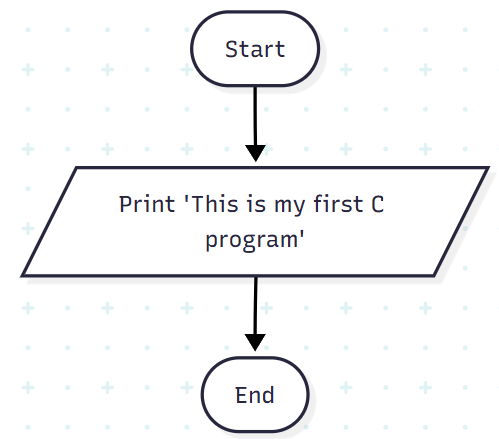 Start
Print 'This is my first C
program'
End